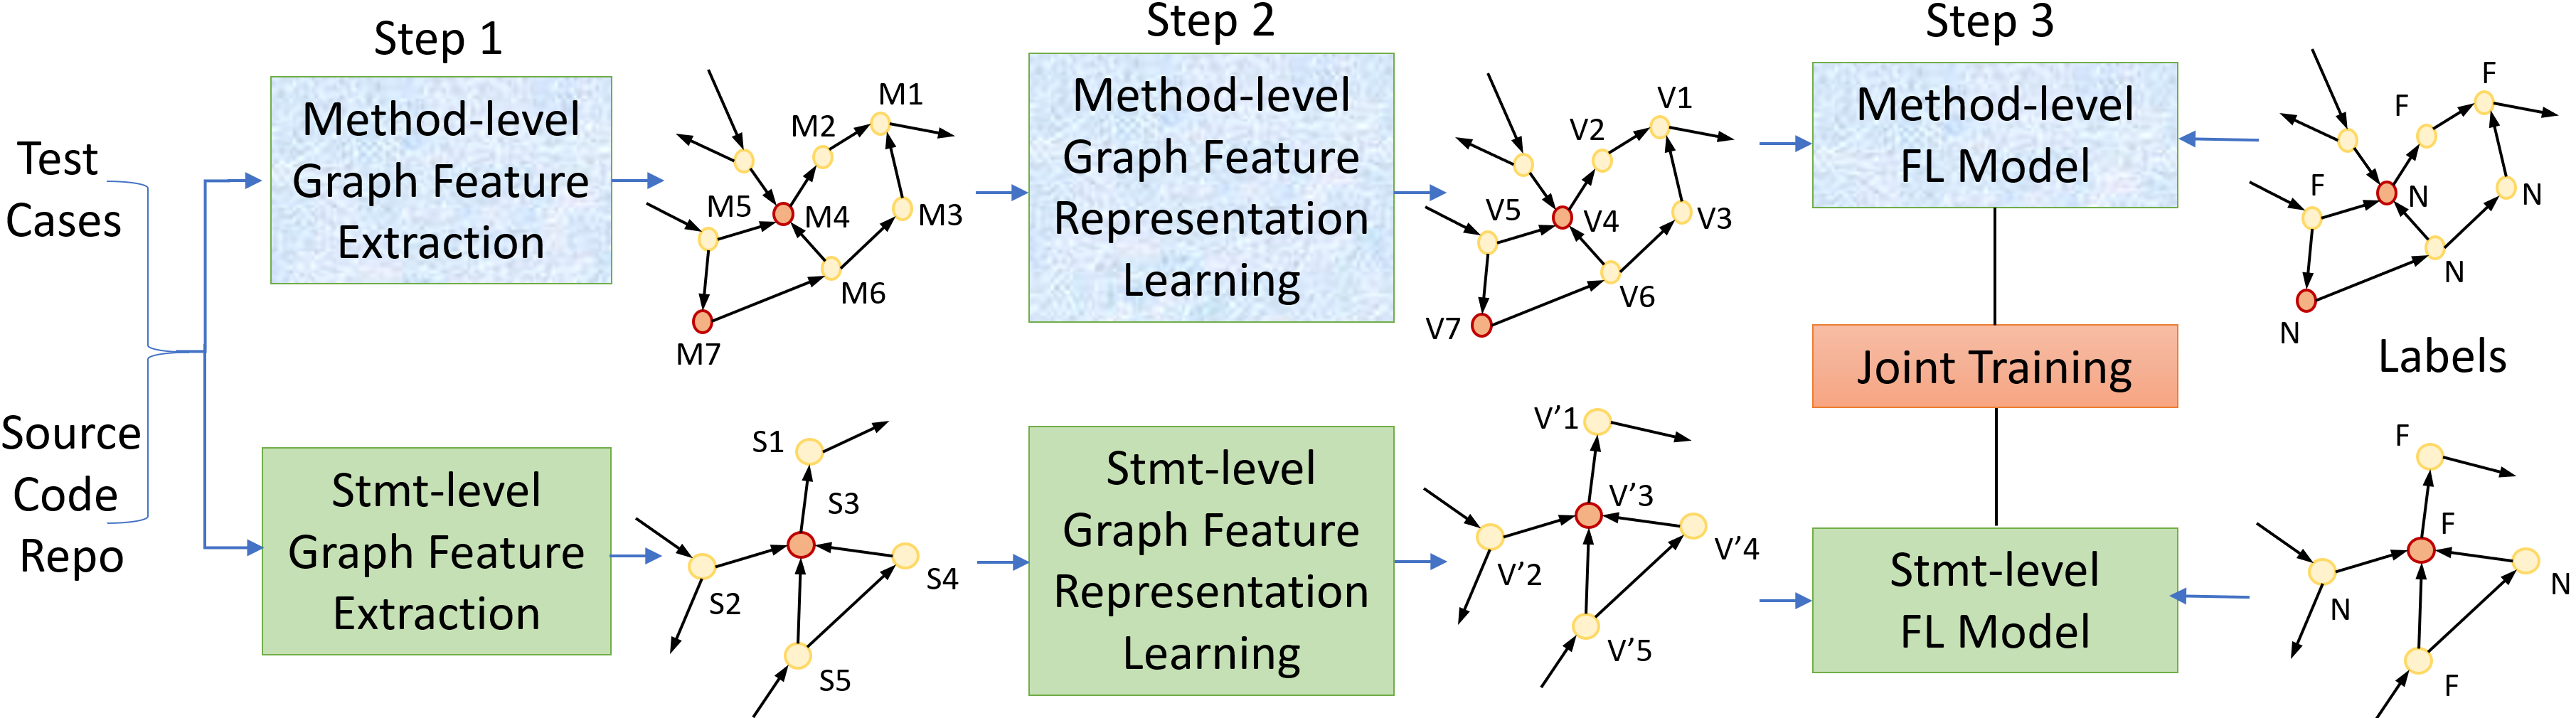 Step 1
Step 2
Step 3
Test
Cases
Source
Code
Repo
Method-level
Graph Feature
Extraction
M1
M2
M3
M4
M5
M6
M7
Method-level
Graph Feature
Representation
Learning
V1
V2
V3
V4
V5
V6
V7
Method-level
FL Model
F
F
F
N
N
N
N
Joint Training
Labels
Stmt-level
Graph Feature
Extraction
S1
S3
S2
S4
S5
Stmt-level
Graph Feature
Representation
Learning
V’1
V’3
V’2
V’4
V’5
Stmt-level
FL Model
F
F
N
N
F